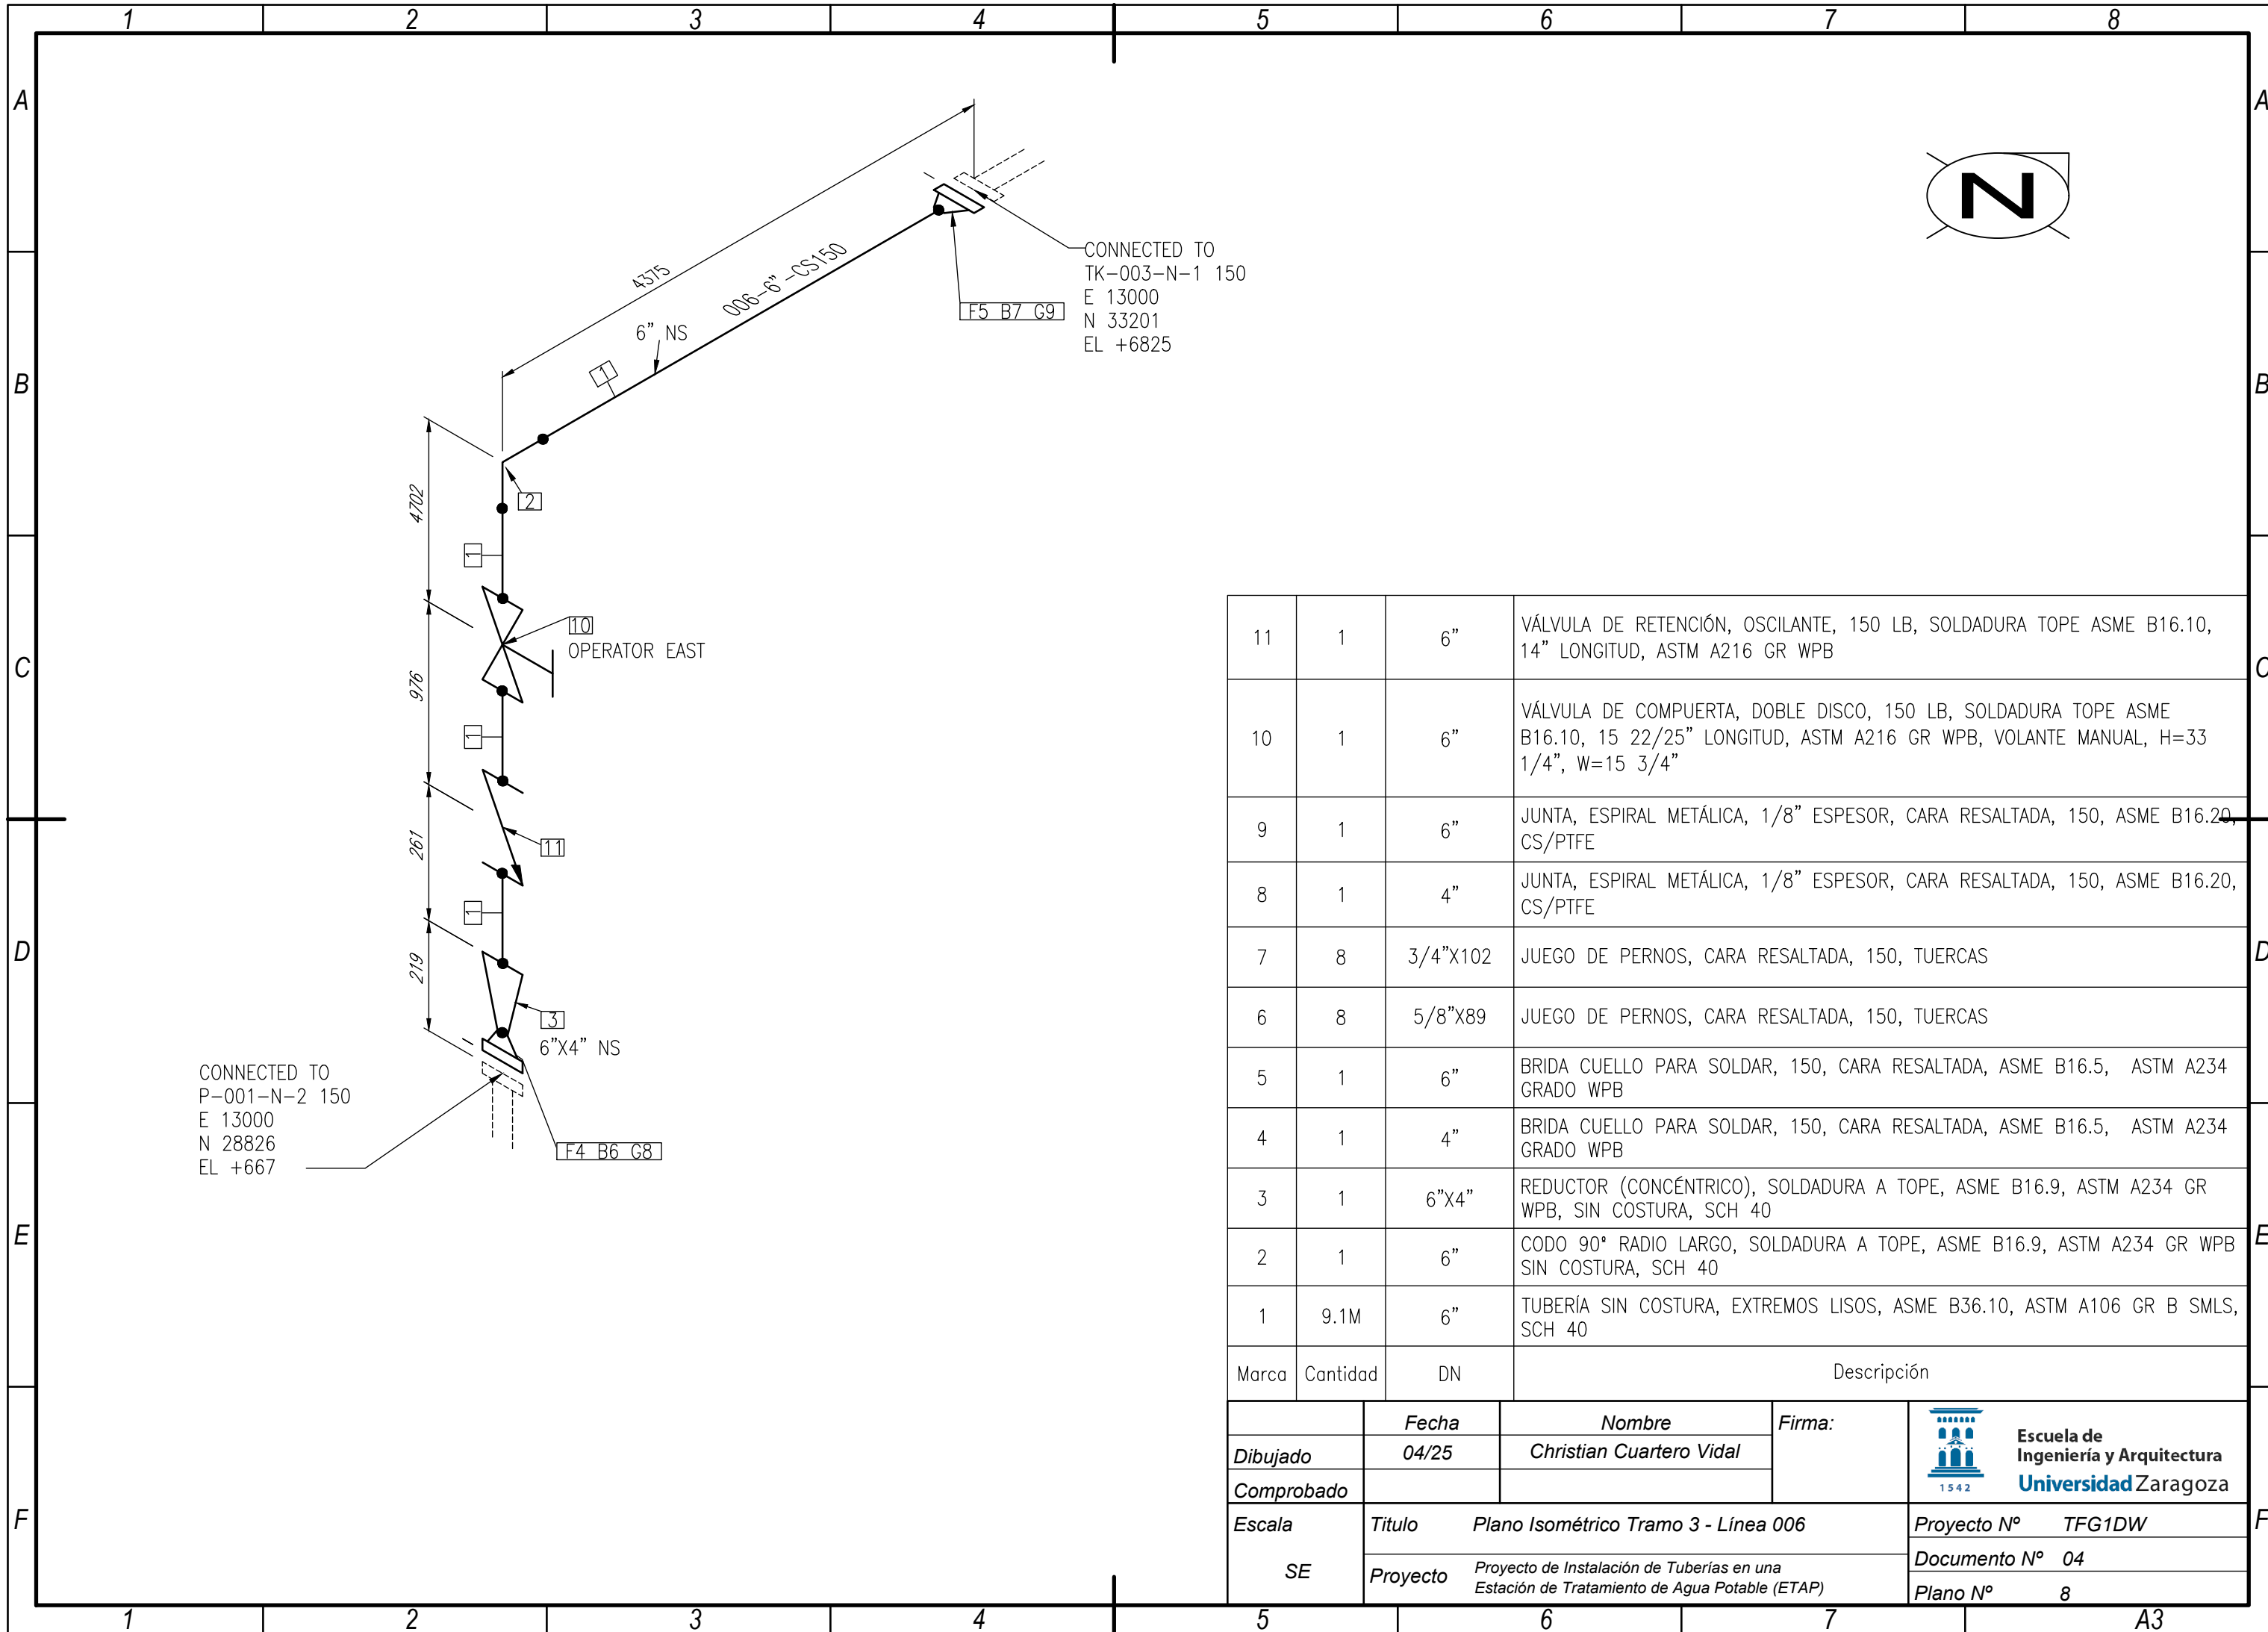 1 2 3 4 5 6 7 8
A A
B B
C C
D D
E E
F F
N
4375
006-6"-CS150
6" NS
1
CONNECTED TO
TK-003-N-1 150
E 13000
N 33201
EL +6825
F5 B7 G9
2
4702
1
10
OPERATOR EAST
976
1
261
11
1
219
3
6"X4" NS
CONNECTED TO
P-001-N-2 150
E 13000
N 28826
EL +667
F4 B6 G8
11 1 6" VÁLVULA DE RETENCIÓN, OSCILANTE, 150 LB, SOLDADURA TOPE ASME B16.10,
14" LONGITUD, ASTM A216 GR WPB
10 1 6" VÁLVULA DE COMPUERTA, DOBLE DISCO, 150 LB, SOLDADURA TOPE ASME
B16.10, 15 22/25" LONGITUD, ASTM A216 GR WPB, VOLANTE MANUAL, H=33
1/4", W=15 3/4"
9 1 6" JUNTA, ESPIRAL METÁLICA, 1/8" ESPESOR, CARA RESALTADA, 150, ASME B16.20,
CS/PTFE
8 1 4" JUNTA, ESPIRAL METÁLICA, 1/8" ESPESOR, CARA RESALTADA, 150, ASME B16.20,
CS/PTFE
7 8 3/4"X102 JUEGO DE PERNOS, CARA RESALTADA, 150, TUERCAS
6 8 5/8"X89 JUEGO DE PERNOS, CARA RESALTADA, 150, TUERCAS
5 1 6" BRIDA CUELLO PARA SOLDAR, 150, CARA RESALTADA, ASME B16.5, ASTM A234
GRADO WPB
4 1 4" BRIDA CUELLO PARA SOLDAR, 150, CARA RESALTADA, ASME B16.5, ASTM A234
GRADO WPB
3 1 6"X4" REDUCTOR (CONCÉNTRICO), SOLDADURA A TOPE, ASME B16.9, ASTM A234 GR
WPB, SIN COSTURA, SCH 40
2 1 6" CODO 90° RADIO LARGO, SOLDADURA A TOPE, ASME B16.9, ASTM A234 GR WPB
SIN COSTURA, SCH 40
1 9.1M 6" TUBERÍA SIN COSTURA, EXTREMOS LISOS, ASME B36.10, ASTM A106 GR B SMLS,
SCH 40
Marca Cantidad DN Descripción
Fecha Nombre Firma:
Dibujado 04/25 Christian Cuartero Vidal
Comprobado
1542
Escuela de
Ingeniería y Arquitectura
Universidad Zaragoza
Escala
SE
Titulo Plano Isométrico Tramo 3 - Línea 006
Proyecto Proyecto de Instalación de Tuberías en una
Estación de Tratamiento de Agua Potable (ETAP)
Proyecto Nº TFG1DW
Documento Nº 04
Plano Nº 8
1 2 3 4 5 6 7 A3